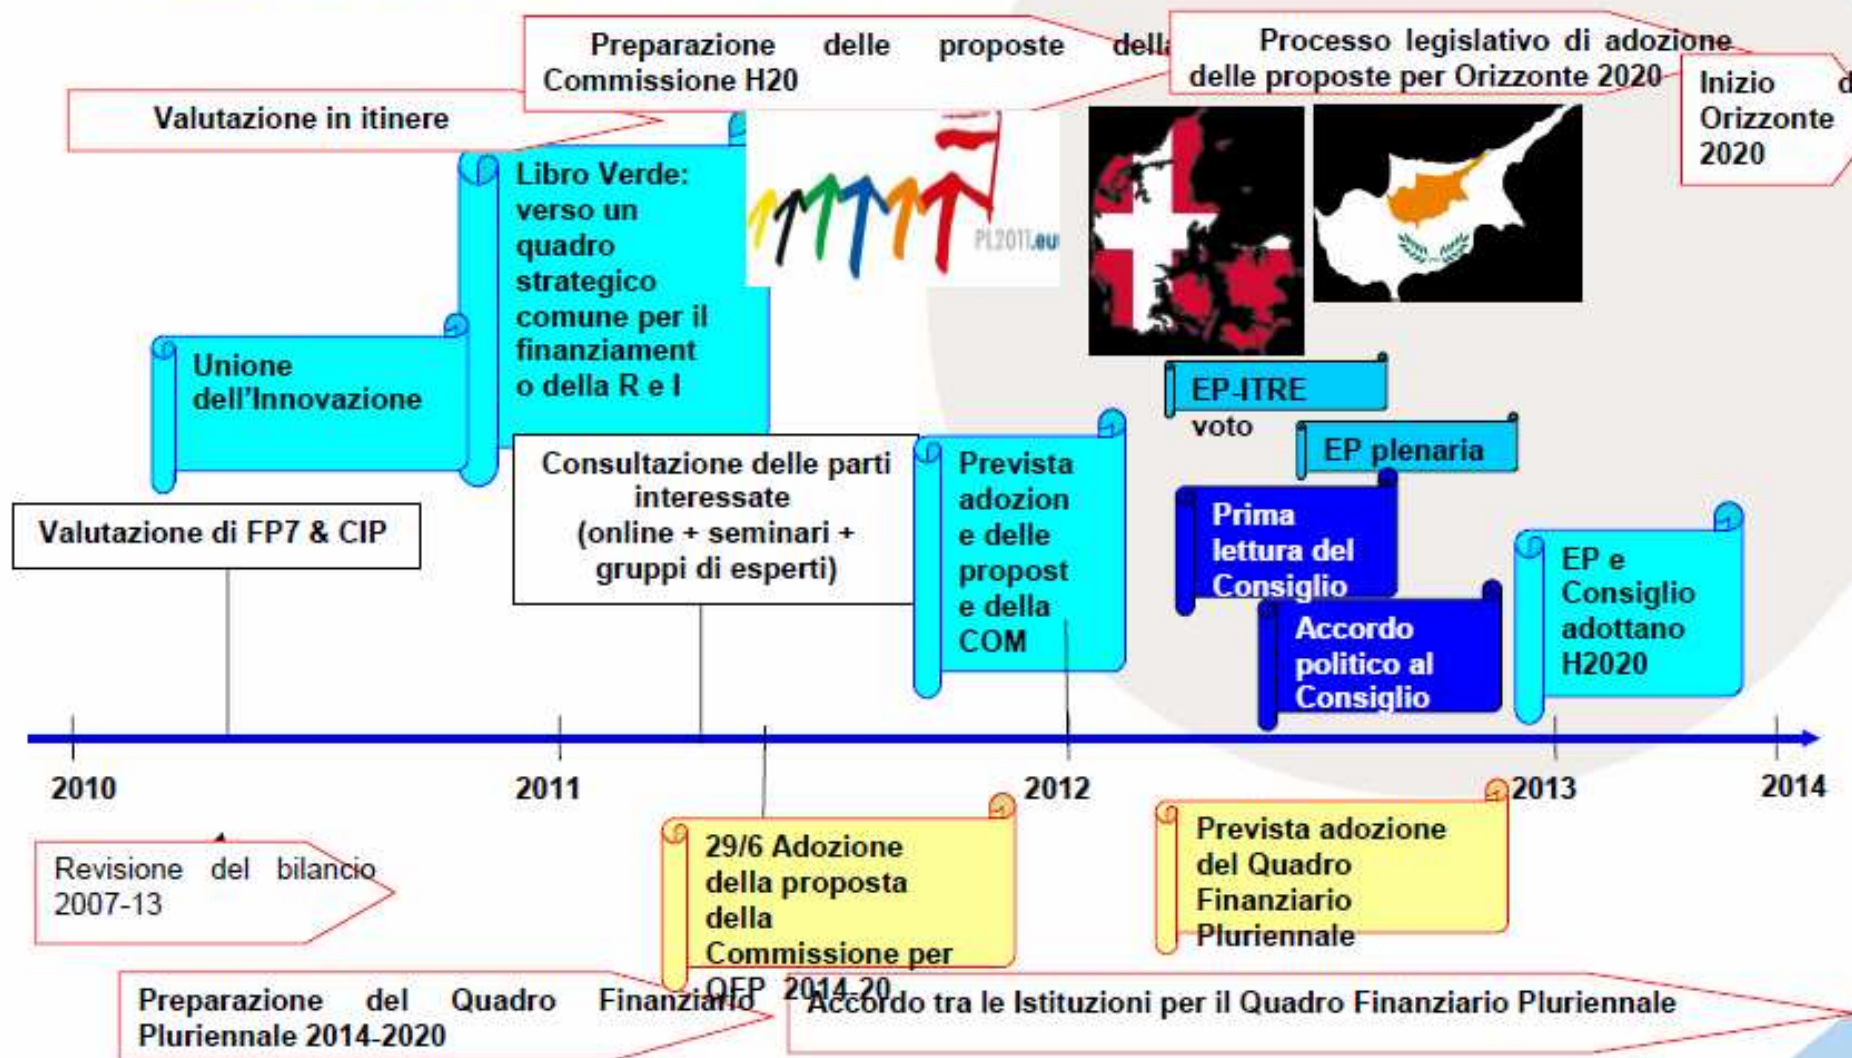 Preparazione delle proposte della
Commissione H20
Processo legislativo di adozione
delle proposte per Orizzonte 2020
Inizio
Orizzonte
2020
Valutazione in itinere
Libro Verde:
verso un
quadro
strategico
comune per il
finanziament
o della R e I
PL2011.eu
Unione
dell'Innovazione
EP-ITRE
voto
EP plenaria
Valutazione di FP7 & CIP
Consultazione delle parti
interessate
(online + seminari +
gruppi di esperti)
Prevista
adozion
e delle
propost
e della
COM
Prima
lettura del
Consiglio
Accordo
politico al
Consiglio
EP e
Consiglio
adottano
H2020
2010
2011
2012
2013
2014
Revisione del bilancio
2007-13
29/6 Adozione
della proposta
della
Commissione per
QFP 2014-20
Prevista adozione
del Quadro
Finanziario
Pluriennale
Preparazione del Quadro Finanziario
Pluriennale 2014-2020
Accordo tra le Istituzioni per il Quadro Finanziario Pluriennale